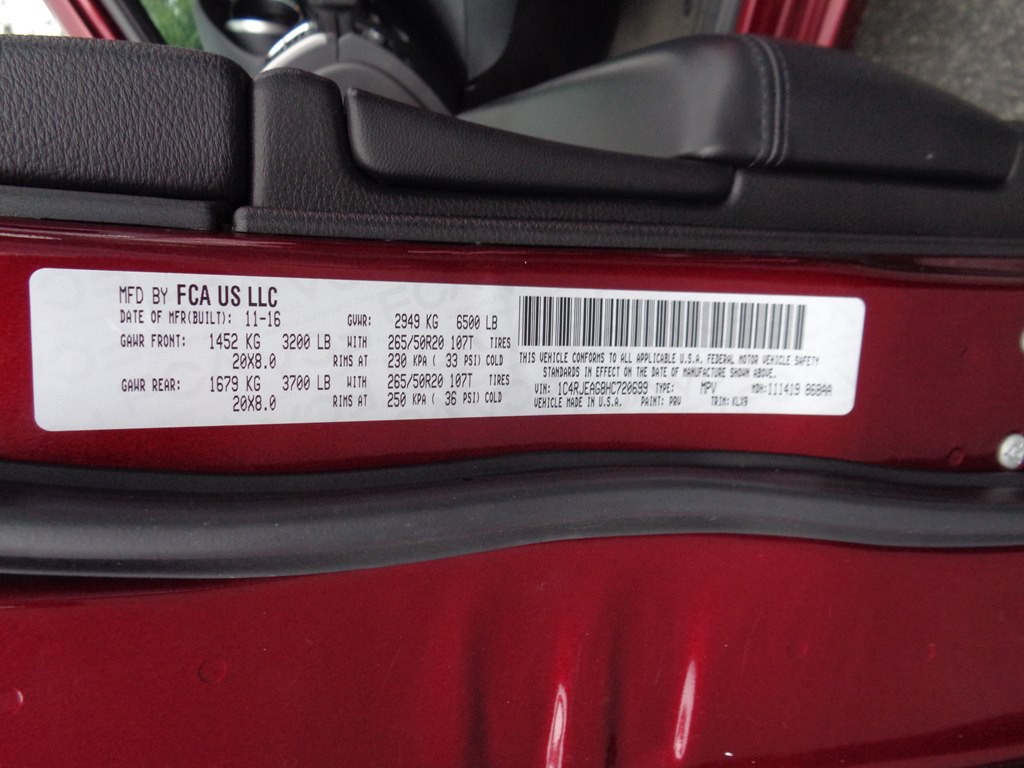 MFD BY FCA US LLC
DATE OF MFR(BUILT): 11-16 GVWR: 2949 KG 6500 LB
GAWR FRONT: 1452 KG 3200 LB WITH 265/50R20 107T TIRES
20X8.0 RIMS AT 230 KPA ( 33 PSI) COLD
GAWR REAR: 1679 KG 3700 LB WITH 265/50R20 107T TIRES
20X8.0 RIMS AT 250 KPA ( 36 PSI) COLD
THIS VEHICLE CONFORMS TO ALL APPLICABLE U.S.A. FEDERAL MOTOR VEHICLE SAFETY
STANDARDS IN EFFECT ON THE DATE OF MANUFACTURE SHOWN ABOVE.
VIN: 1C4RJEAG8HC720699 TYPE: MPV MDH: 111419 868AA
VEHICLE MADE IN U.S.A. PAINT: PRV TRIM: KLX9